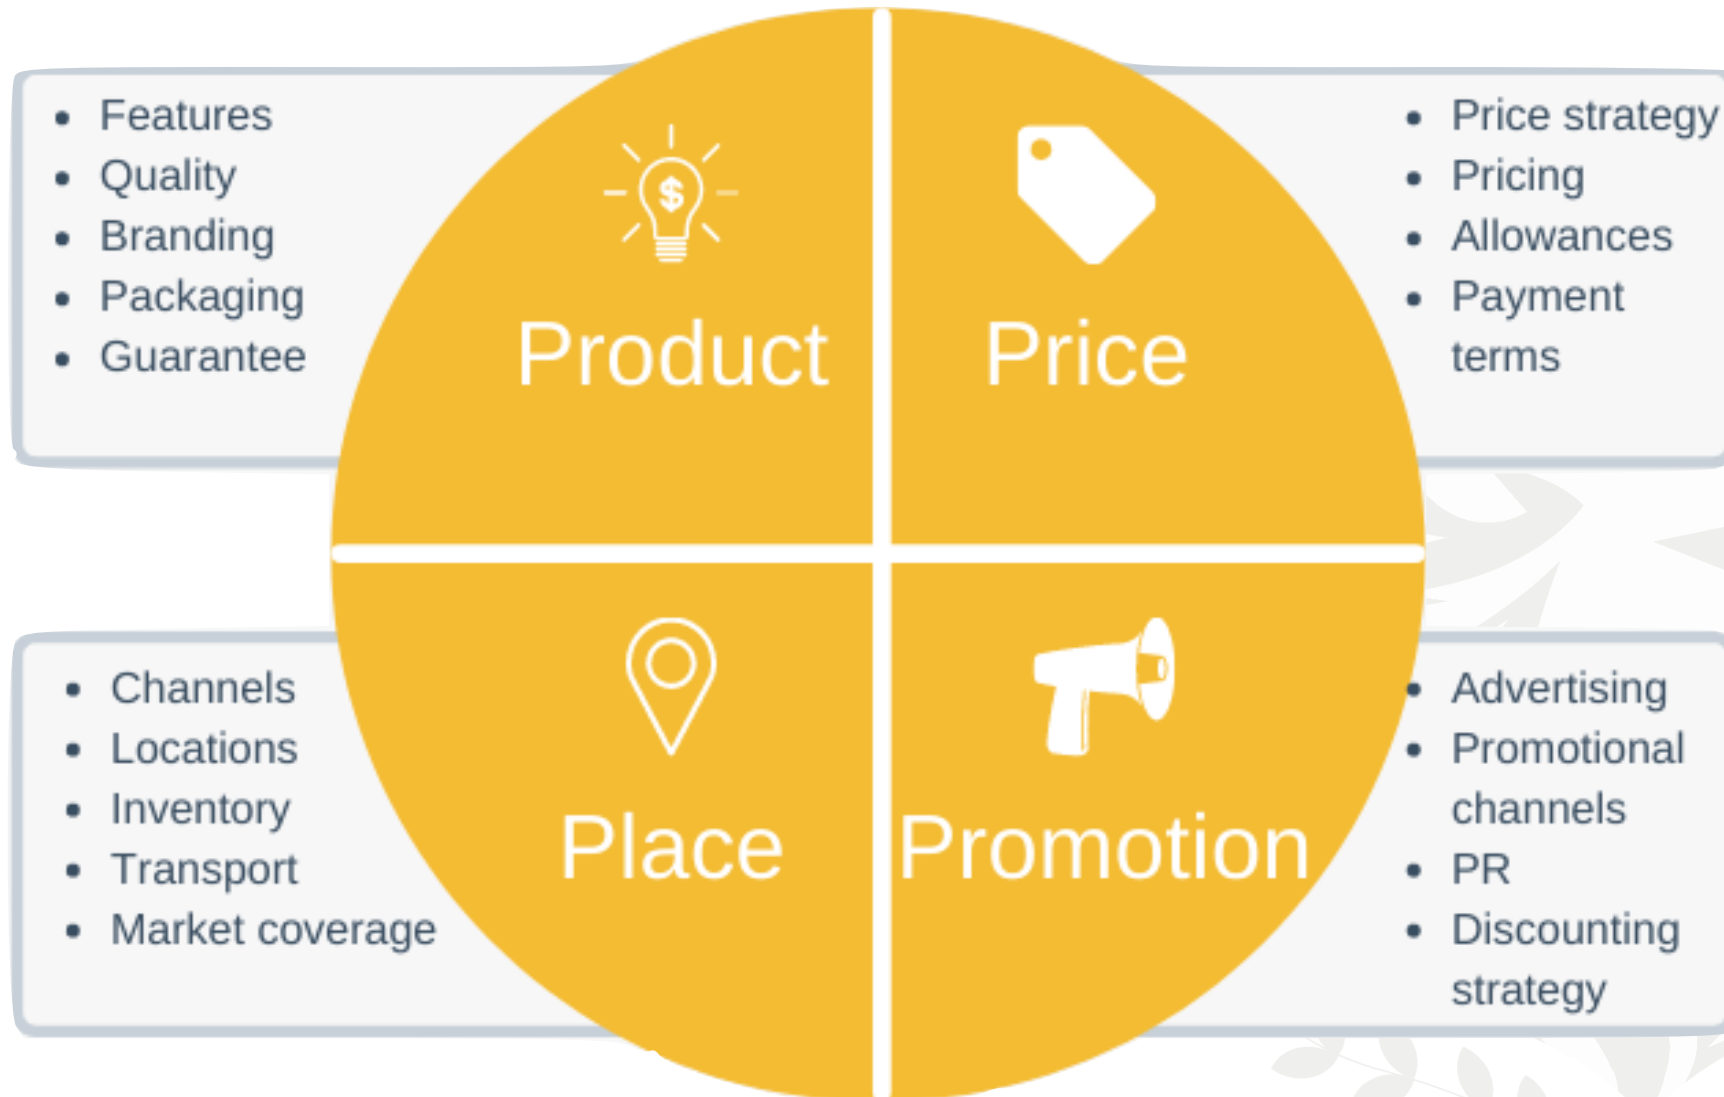 • Features
• Quality
• Branding
• Packaging
• Guarantee
$
Product
Price
• Price strategy
• Pricing
• Allowances
• Payment
terms
• Channels
• Locations
• Inventory
• Transport
• Market coverage
Place
Promotion
• Advertising
• Promotional
channels
• PR
• Discounting
strategy